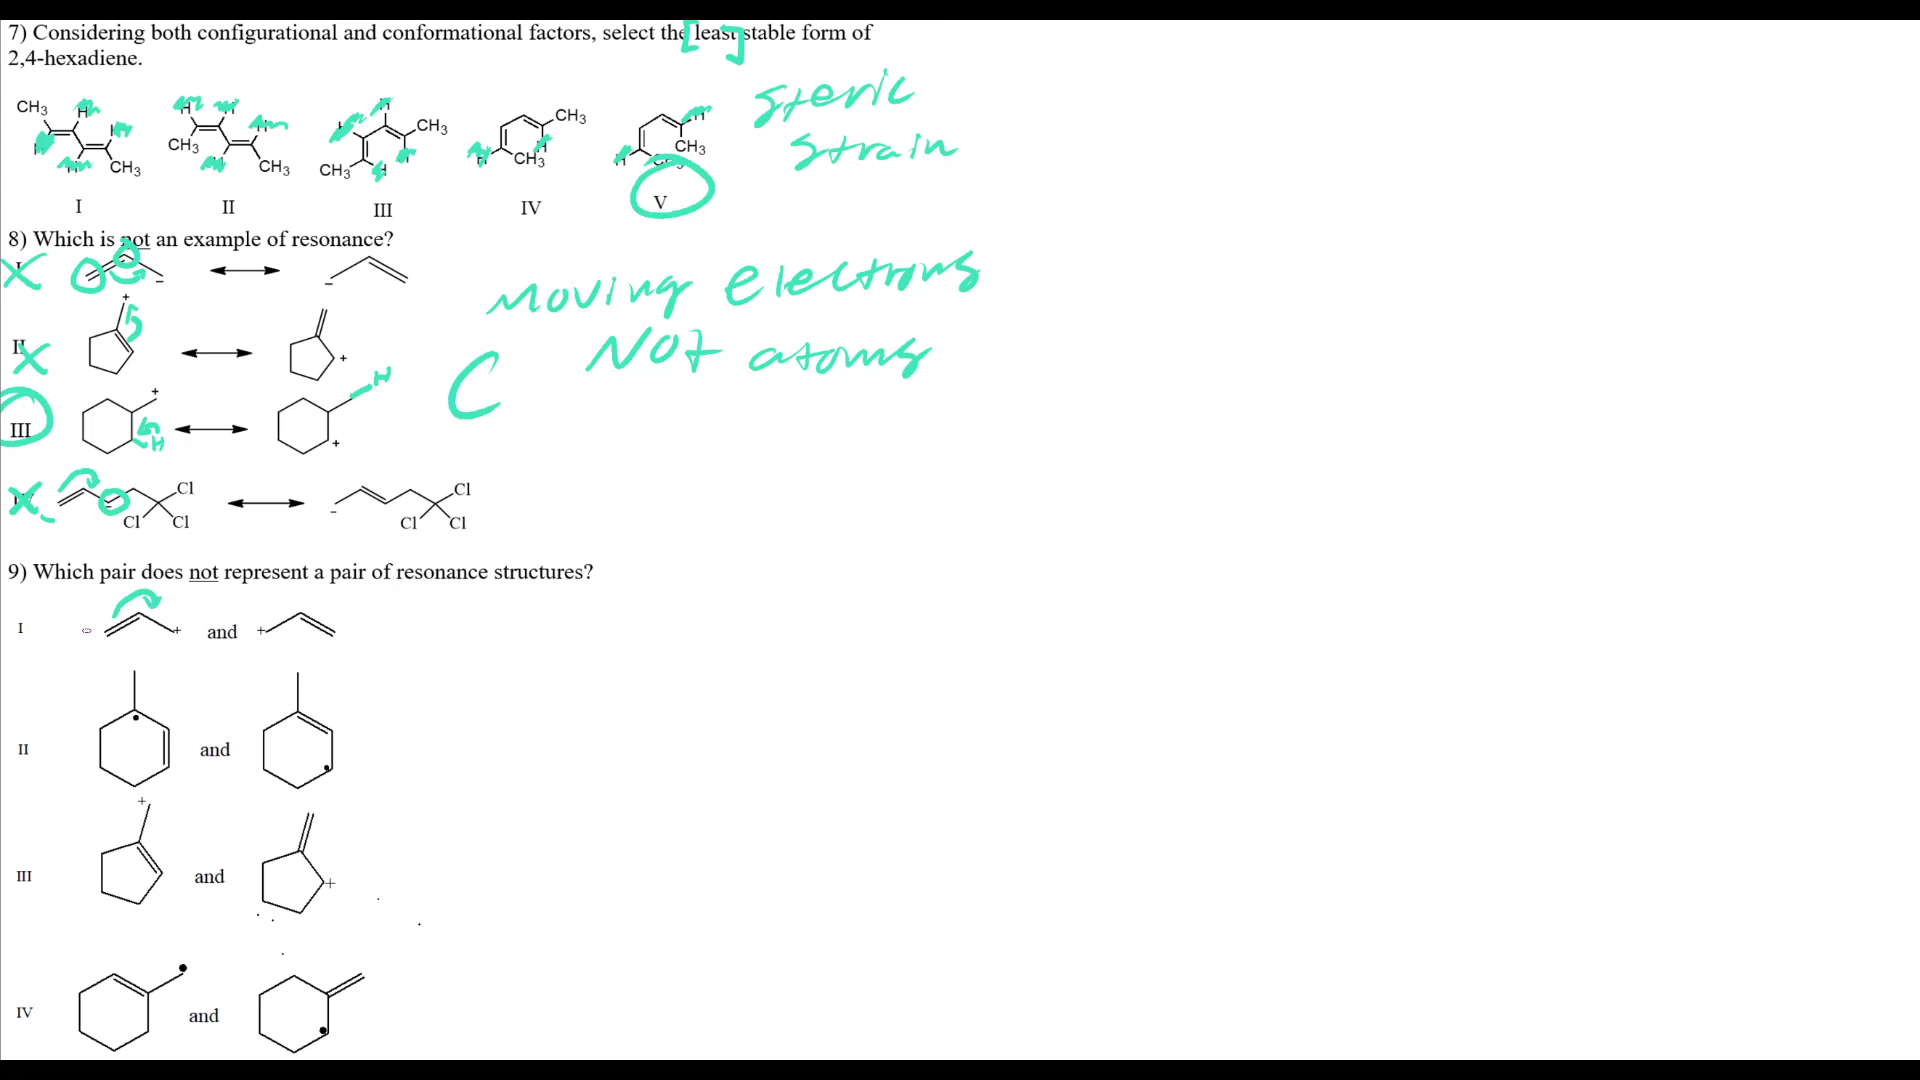 7) Considering both configurational and conformational factors, select the least stable form of
2,4-hexadiene.
[ ]
steric
strain
CH3 H H H H CH3
H H H H CH3 CH3
H H CH3 CH3 H H
CH3 CH3 H H
H CH3 H
I II III IV V
8) Which is not an example of resonance?
X - -
Moving electrons
NOT atoms
II X + +
C
III + H H +
X - Cl Cl Cl - Cl Cl Cl
9) Which pair does not represent a pair of resonance structures?
I + and +
II and
III + and +
IV and